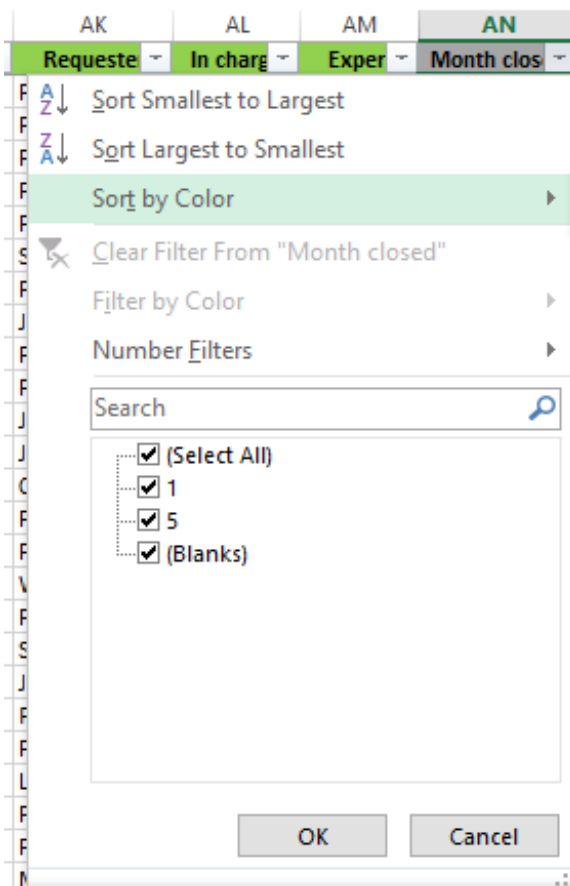 AK AL AM AN
Requeste In charg Exper Month clos
Sort Smallest to Largest
Sort Largest to Smallest
Sort by Color
Clear Filter From "Month closed"
Filter by Color
Number Filters
Search
(Select All)
1
5
(Blanks)
OK Cancel